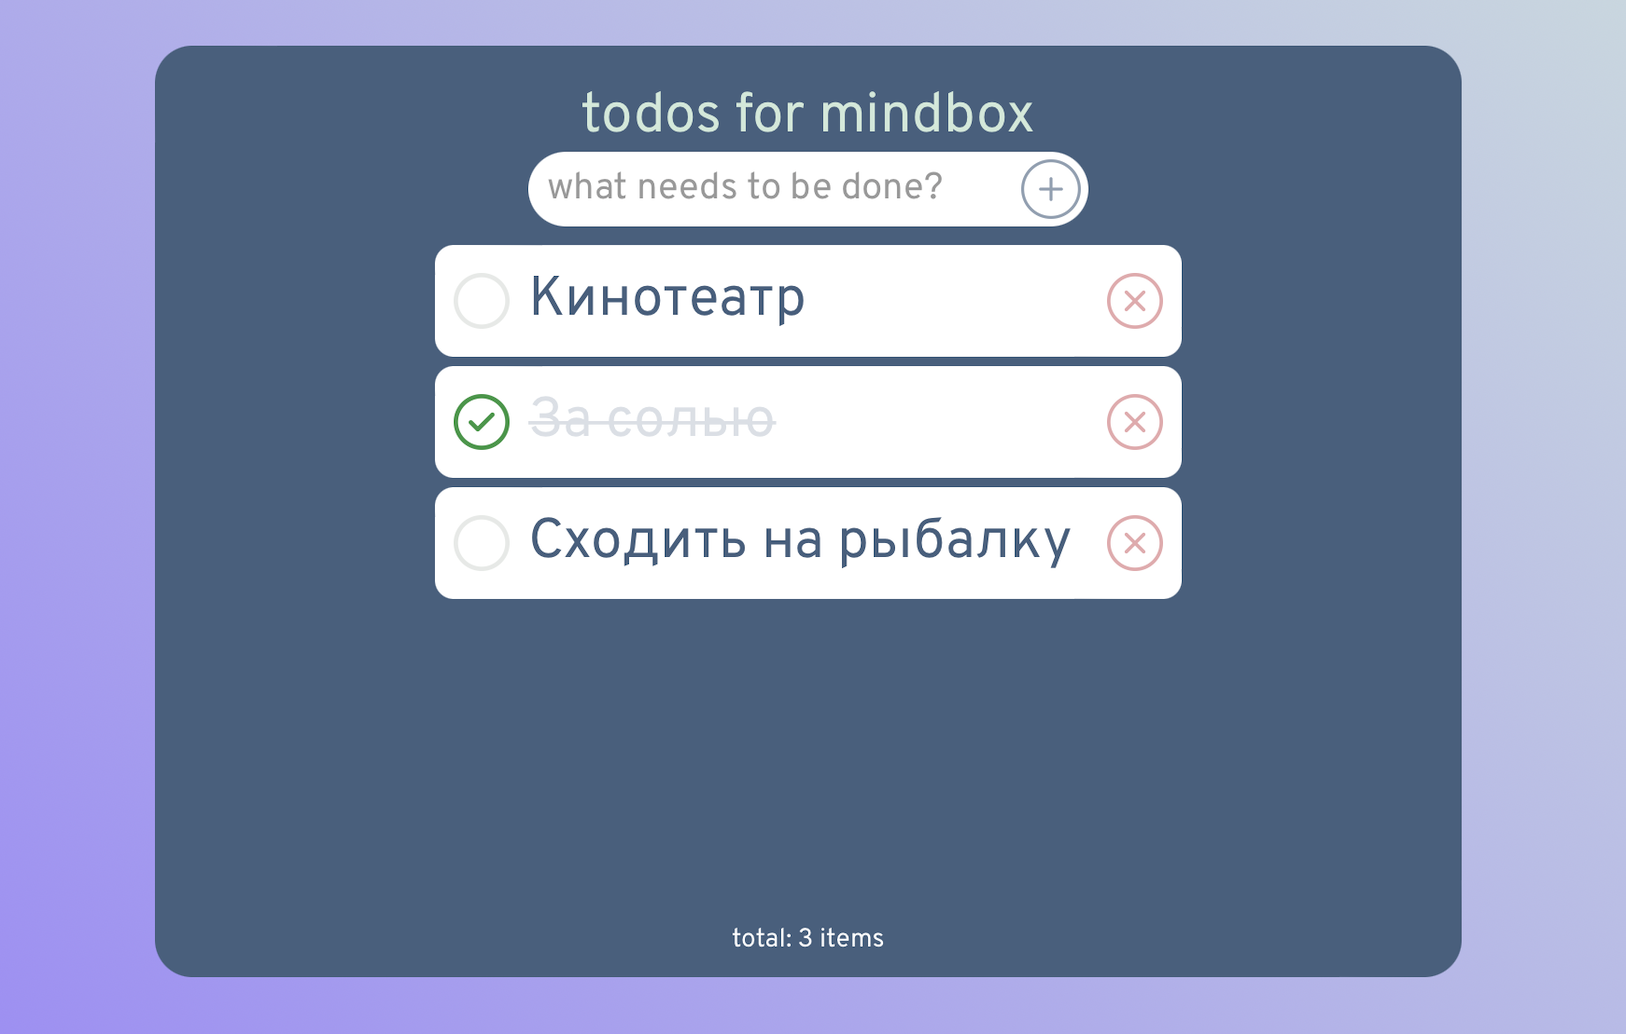 todos for mindbox
what needs to be done?
Кинотеатр
За солью
Сходить на рыбалку
total: 3 items